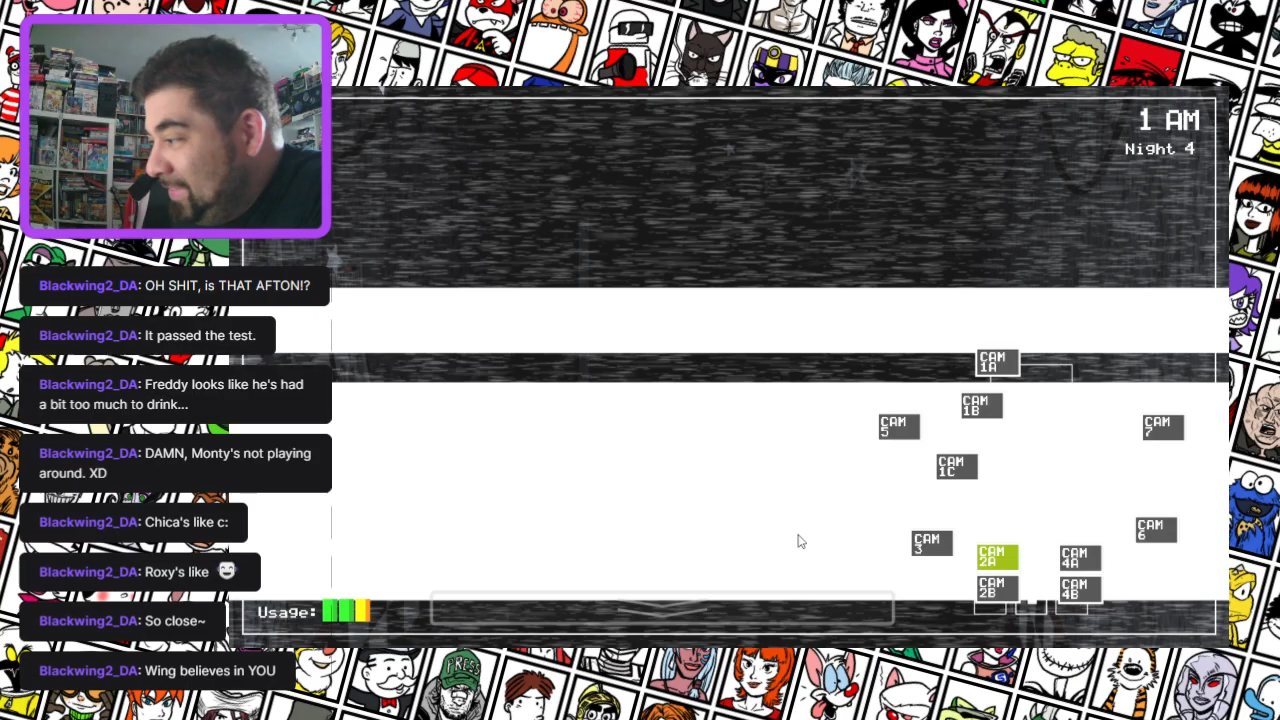 1 AM
Night 4
Blackwing2_DA: OH SHIT, is THAT AFTON!?
Blackwing2_DA: It passed the test.
Blackwing2_DA: Freddy looks like he's had
a bit too much to drink...
Blackwing2_DA: DAMN, Monty's not playing
around. XD
Blackwing2_DA: Chica's like c:
Blackwing2_DA: Roxy's like
Blackwing2_DA: So close~
Blackwing2_DA: Wing believes in YOU
CAM
1A
CAM
1B
CAM
5
CAM
7
CAM
1C
CAM
6
CAM
3
CAM
2A
CAM
4A
CAM
2B
CAM
4B
Usage:
PRESS